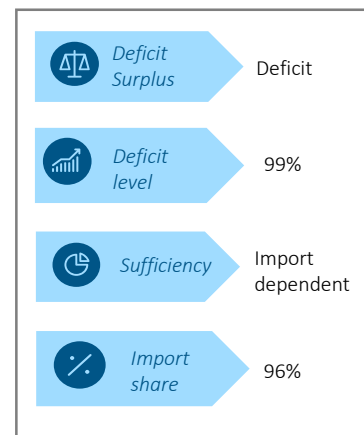 Deficit
Surplus
Deficit
Deficit
level
99%
Sufficiency
Import
dependent
Import
share
96%